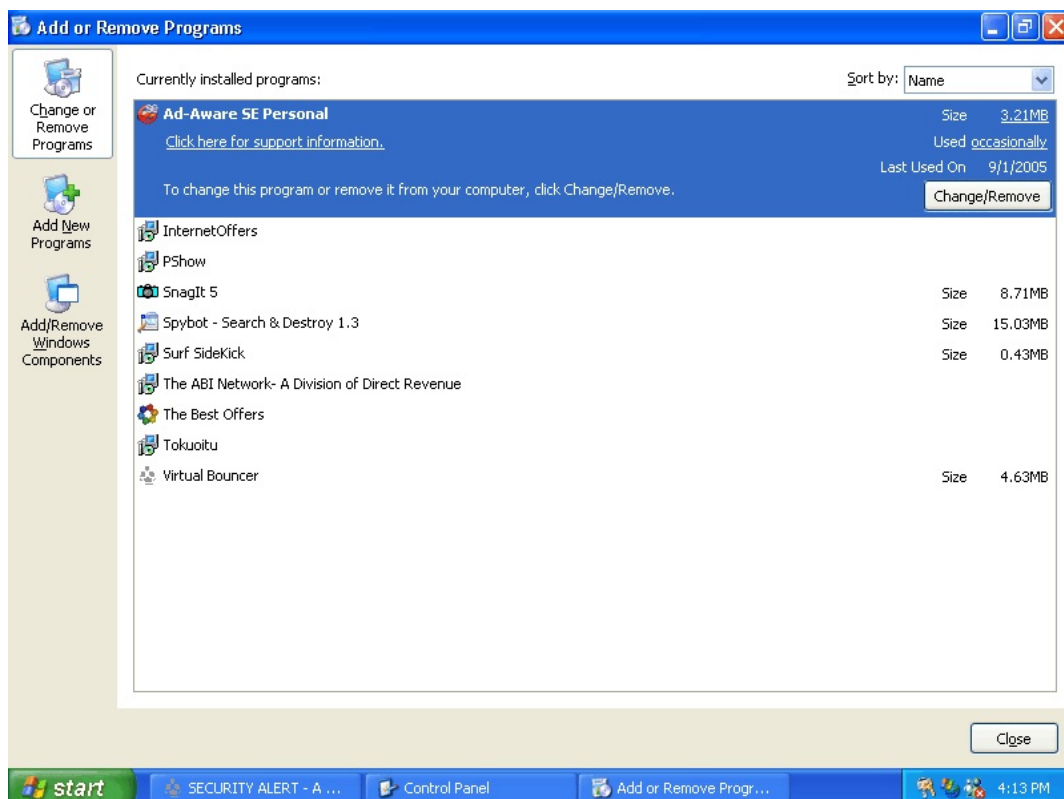 Add or Remove Programs
Change or
Remove
Programs
Add New
Programs
Add/Remove
Windows
Components
Currently installed programs:
Sort by: Name
Ad-Aware SE Personal Size 3.21MB
Click here for support information. Used occasionally
Last Used On 9/1/2005
To change this program or remove it from your computer, click Change/Remove. Change/Remove
InternetOffers
PShow
SnagIt 5 Size 8.71MB
Spybot - Search & Destroy 1.3 Size 15.03MB
Surf SideKick Size 0.43MB
The ABI Network- A Division of Direct Revenue
The Best Offers
Tokuoitu
Virtual Bouncer Size 4.63MB
Close
start SECURITY ALERT - A ... Control Panel Add or Remove Progr... 4:13 PM